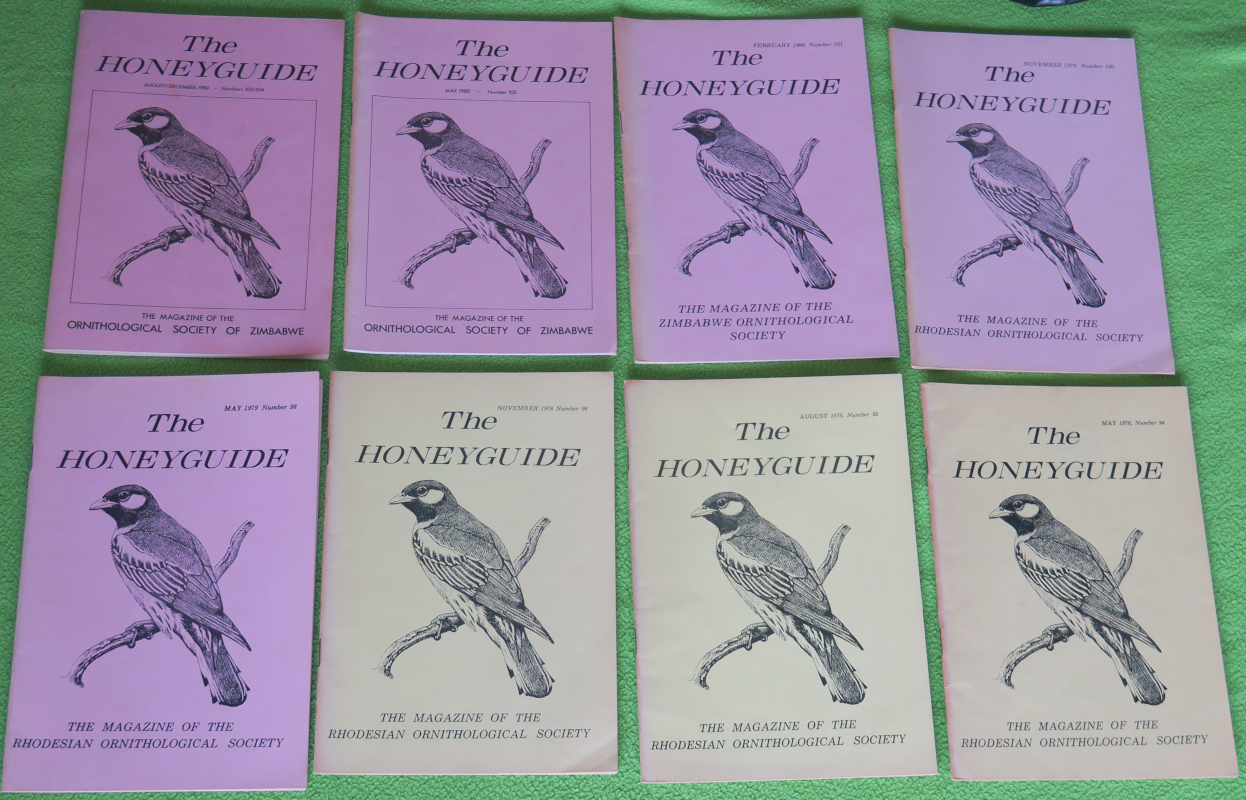 The
HONEYGUIDE
AUGUST/DECEMBER, 1980 - Numbers 103/104
THE MAGAZINE OF THE
ORNITHOLOGICAL SOCIETY OF ZIMBABWE
The
HONEYGUIDE
MAY, 1980 - Number 102
THE MAGAZINE OF THE
ORNITHOLOGICAL SOCIETY OF ZIMBABWE
FEBRUARY 1980, Number 101
The
HONEYGUIDE
THE MAGAZINE OF THE
ZIMBABWE ORNITHOLOGICAL
SOCIETY
NOVEMBER 1979, Number 100
The
HONEYGUIDE
THE MAGAZINE OF THE
RHODESIAN ORNITHOLOGICAL SOCIETY
MAY 1979 Number
The
HONEYGUIDE
THE MAGAZINE OF THE
RHODESIAN ORNITHOLOGICAL SOCIETY
NOVEMBER 1978 Number
The
HONEYGUIDE
THE MAGAZINE OF THE
RHODESIAN ORNITHOLOGICAL SOCIETY
AUGUST 1978, Number
The
HONEYGUIDE
THE MAGAZINE OF THE
RHODESIAN ORNITHOLOGICAL SOCIETY
MAY 1978, Number 94
The
HONEYGUIDE
THE MAGAZINE OF THE
RHODESIAN ORNITHOLOGICAL SOCIETY